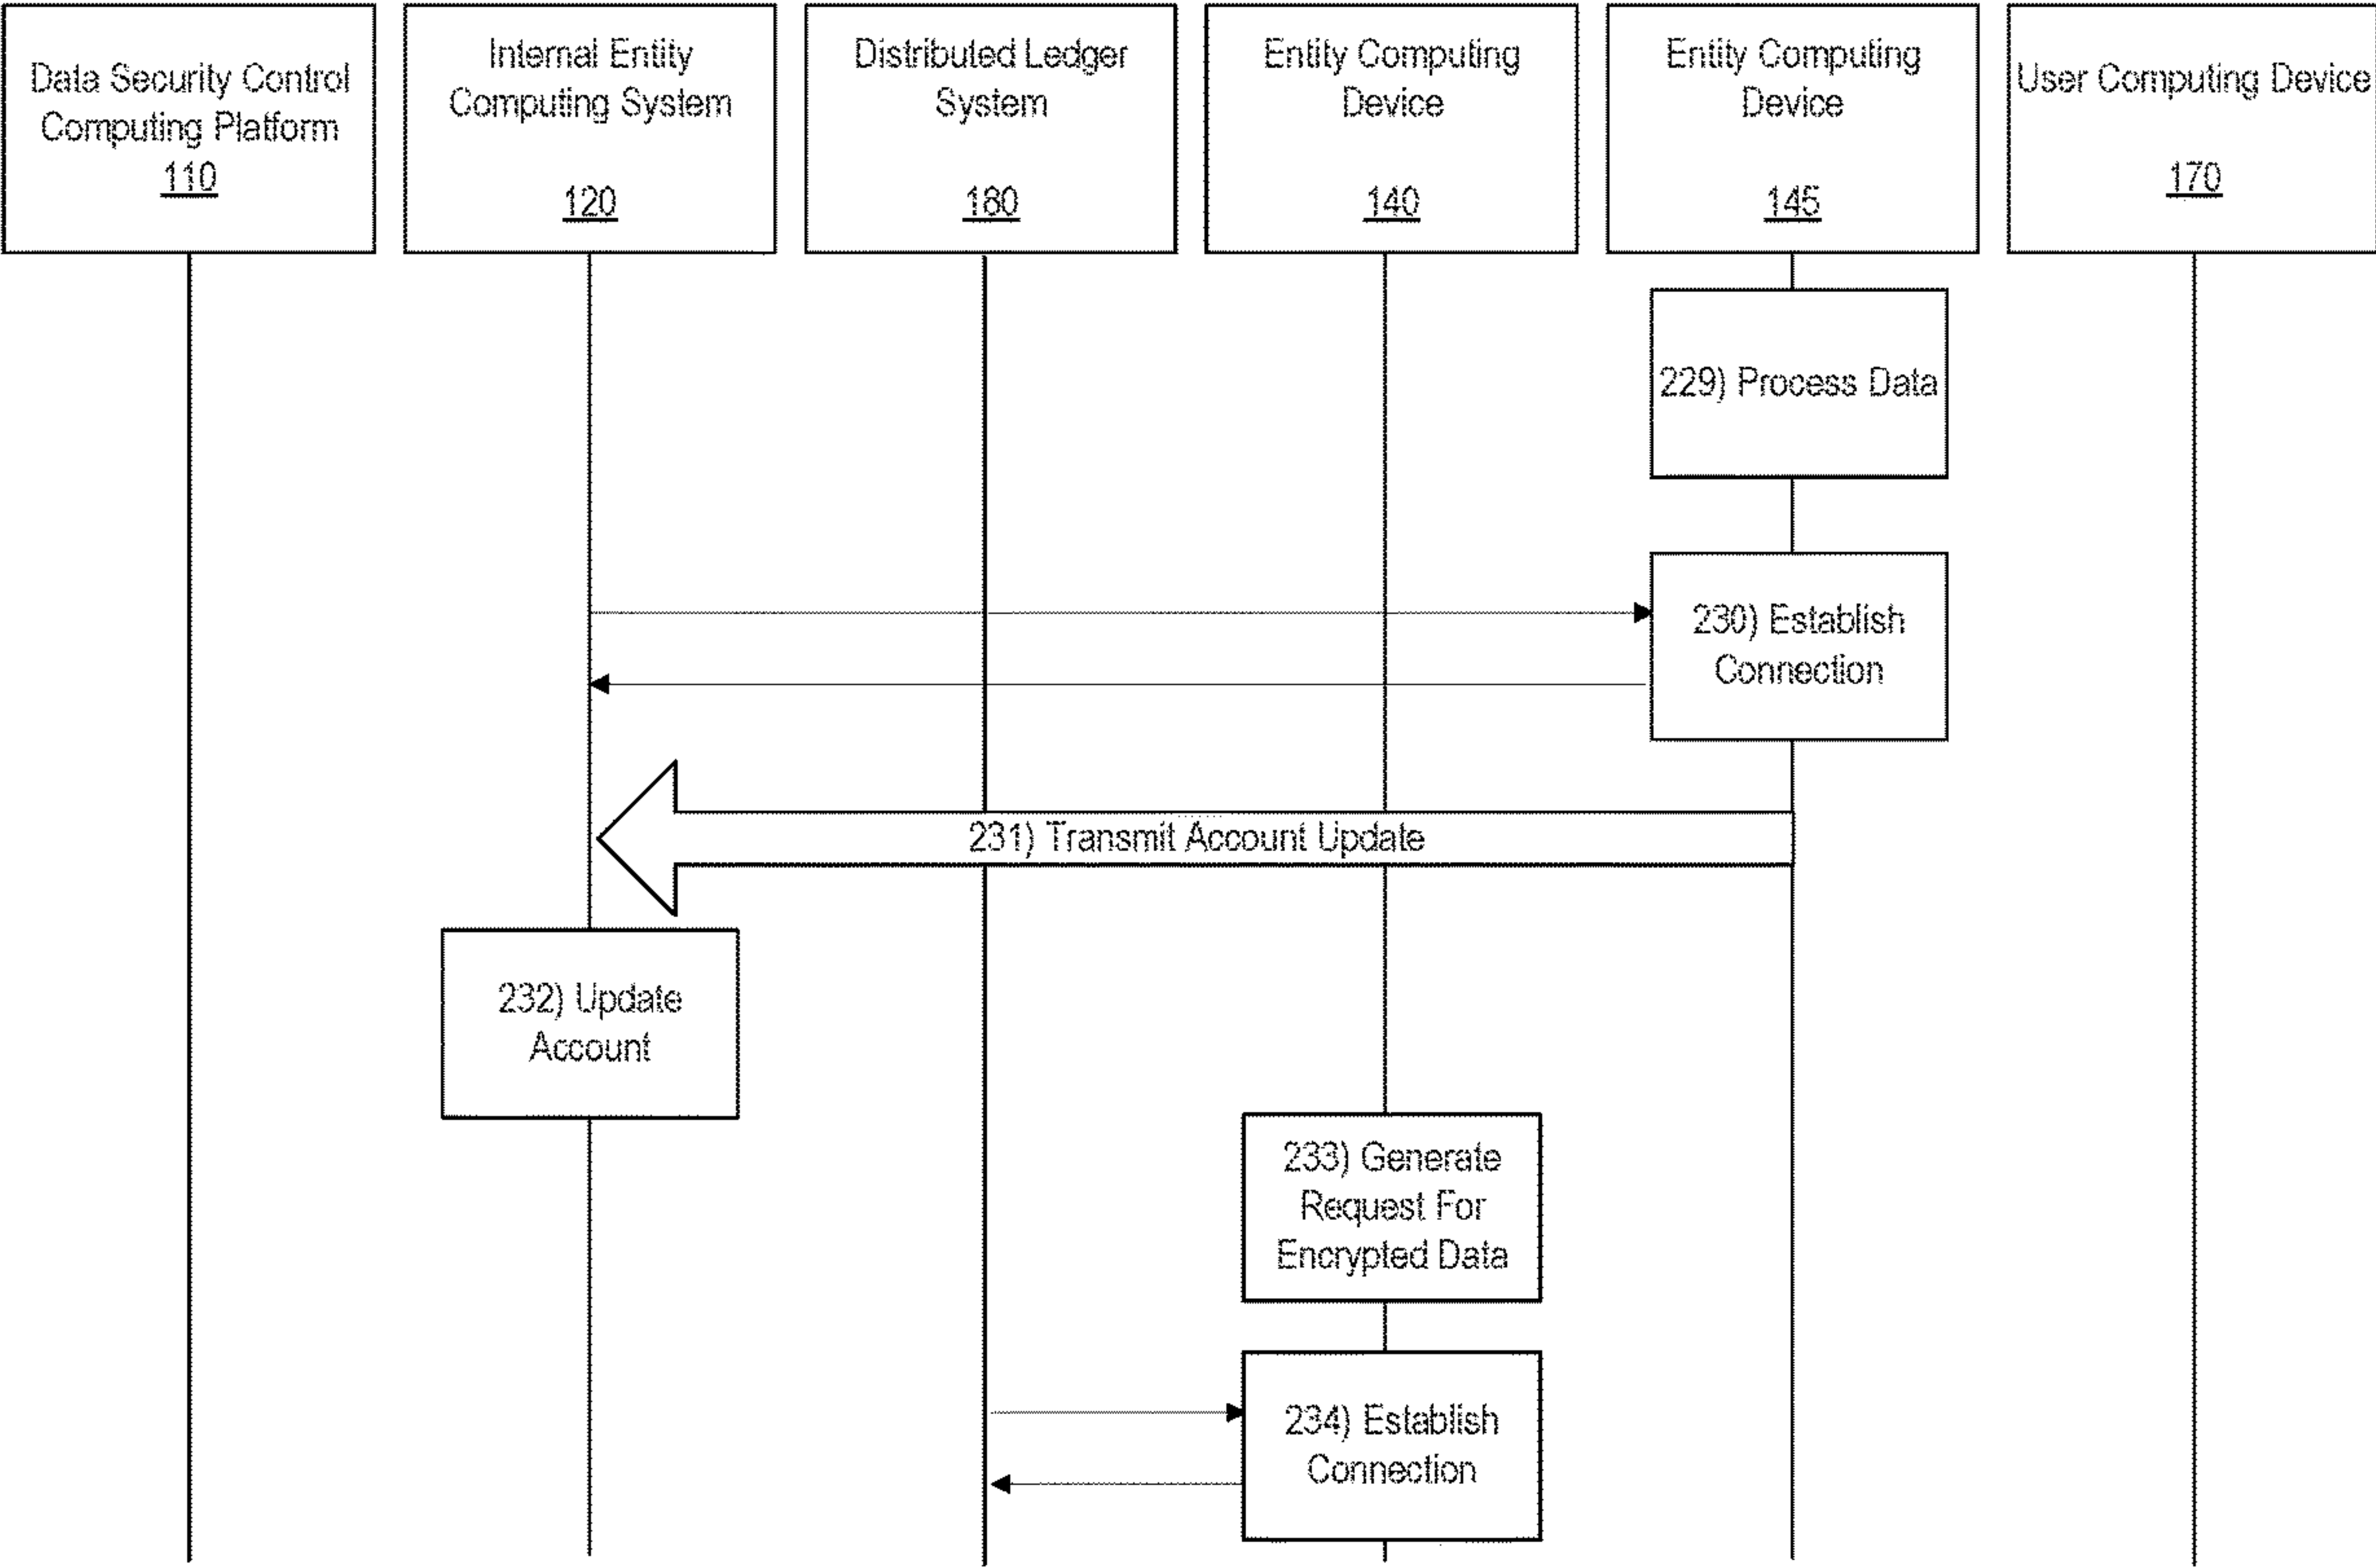 Data Security Control
Computing Platform
110
Internal Entity
Computing System
120
Distributed Ledger
System
180
Entity Computing
Device
140
Entity Computing
Device
145
User Computing Device
170
229) Process Data
230) Establish
Connection
231) Transmit Account Update
232) Update
Account
233) Generate
Request For
Encrypted Data
234) Establish
Connection